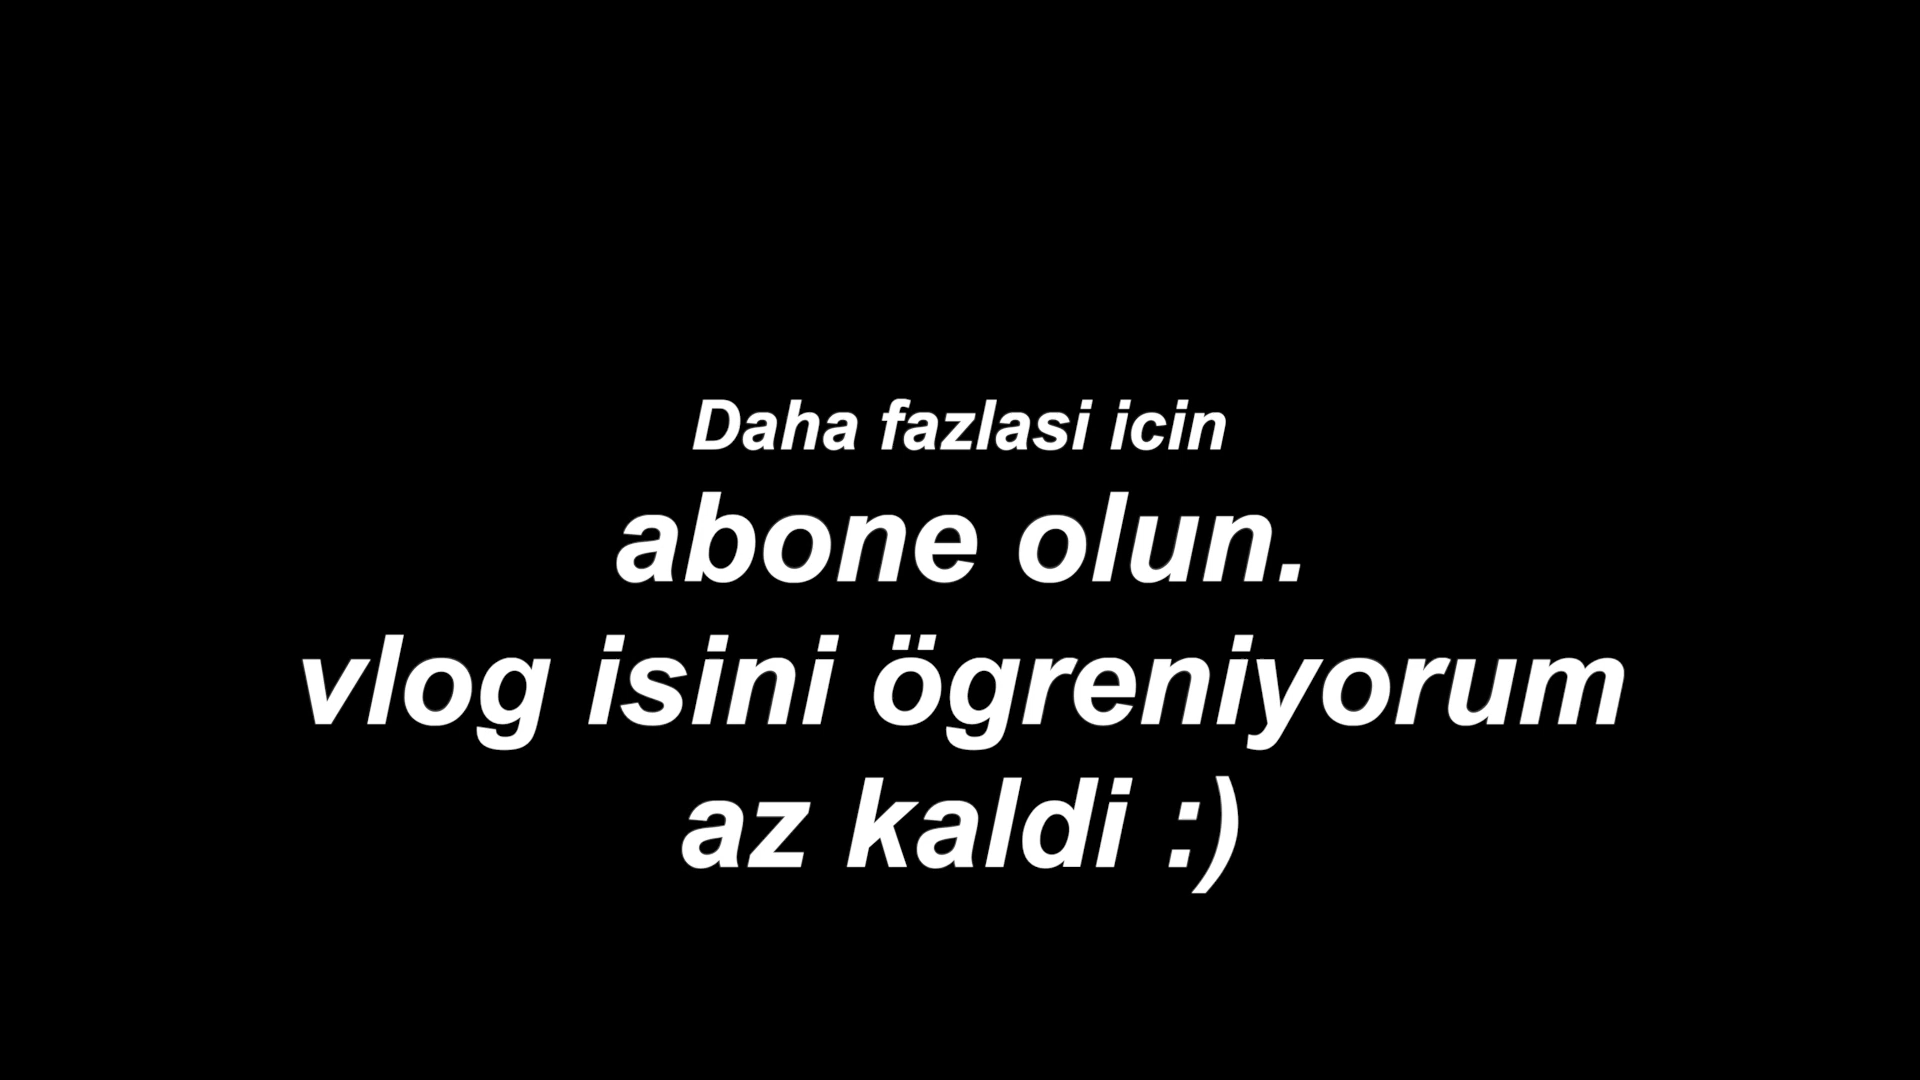 Daha fazlasi icin
abone olun.
vlog isini ögreniyorum
az kaldi :)